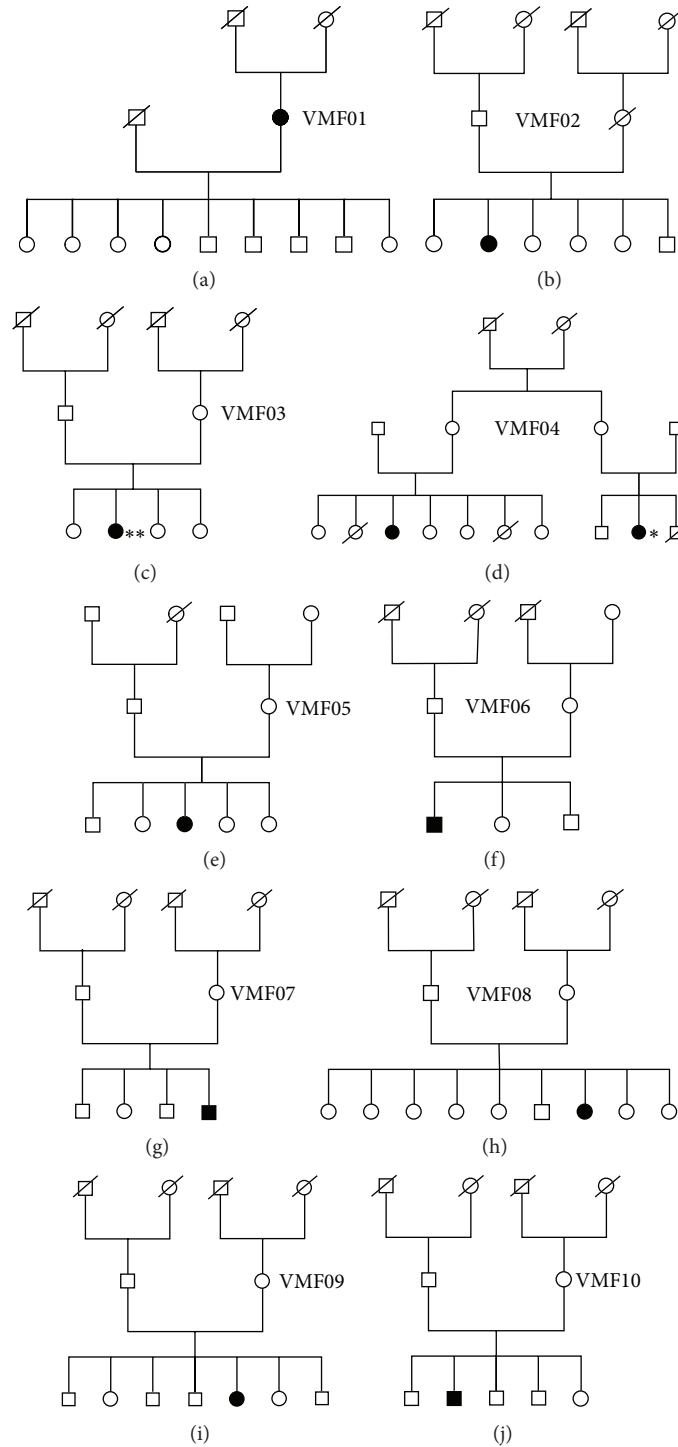 VMF01
VMF02
(a)
(b)
VMF03
**
VMF04
*
(c)
(d)
VMF05
VMF06
(e)
(f)
VMF07
VMF08
(g)
(h)
VMF09
VMF10
(i)
(j)